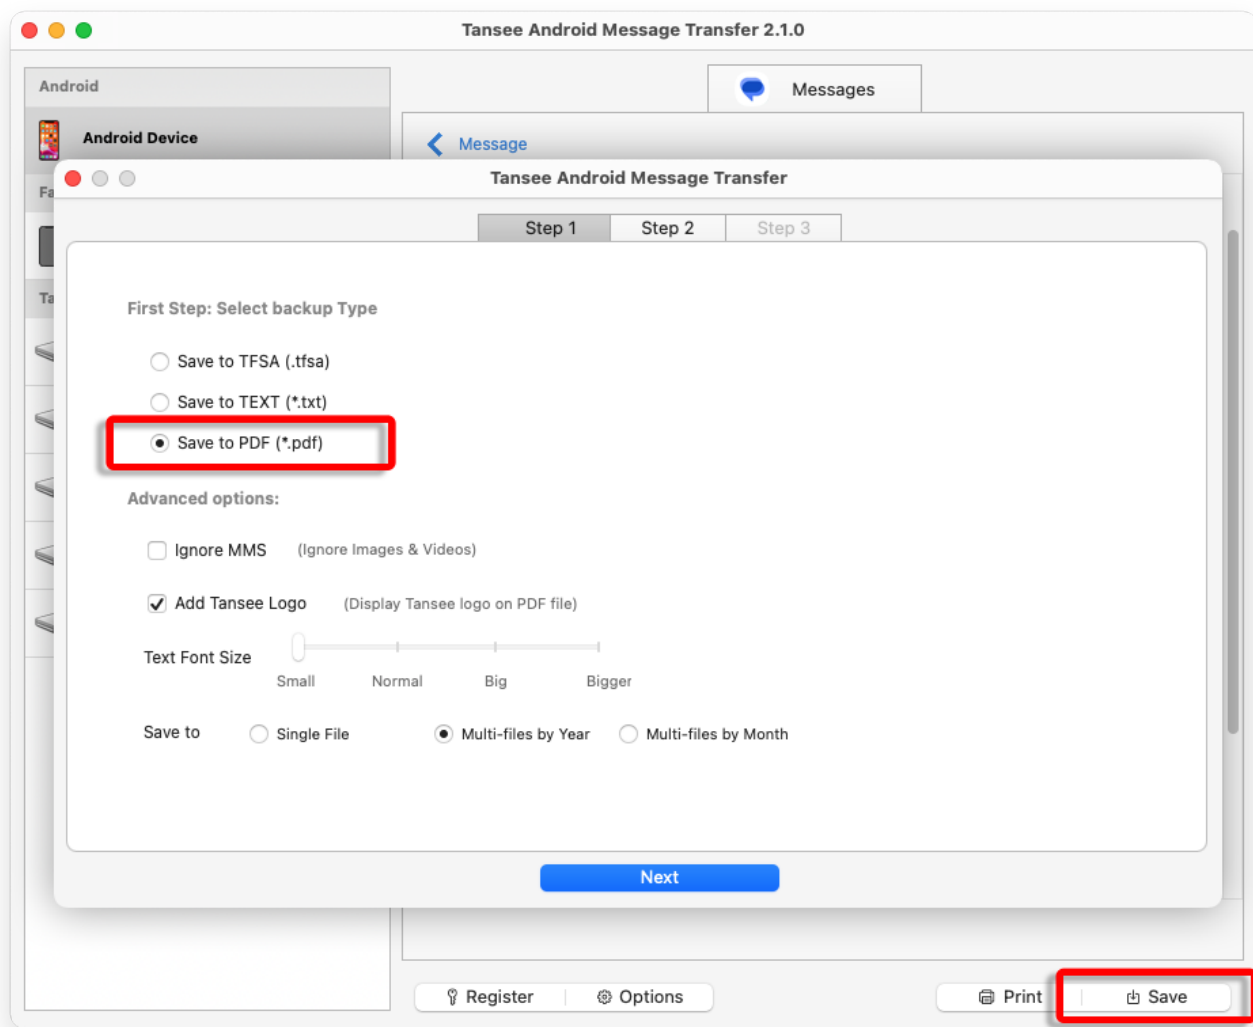 Tansee Android Message Transfer 2.1.0
Android
Messages
Android Device
Message
Fa
Ta
Tansee Android Message Transfer
Step 1 Step 2 Step 3
First Step: Select backup Type
Save to TFSA (.tfsa)
Save to TEXT (*.txt)
Save to PDF (*.pdf)
Advanced options:
Ignore MMS (Ignore Images & Videos)
Add Tansee Logo (Display Tansee logo on PDF file)
Text Font Size
Small Normal Big Bigger
Save to Single File Multi-files by Year Multi-files by Month
Next
Register Options Print Save